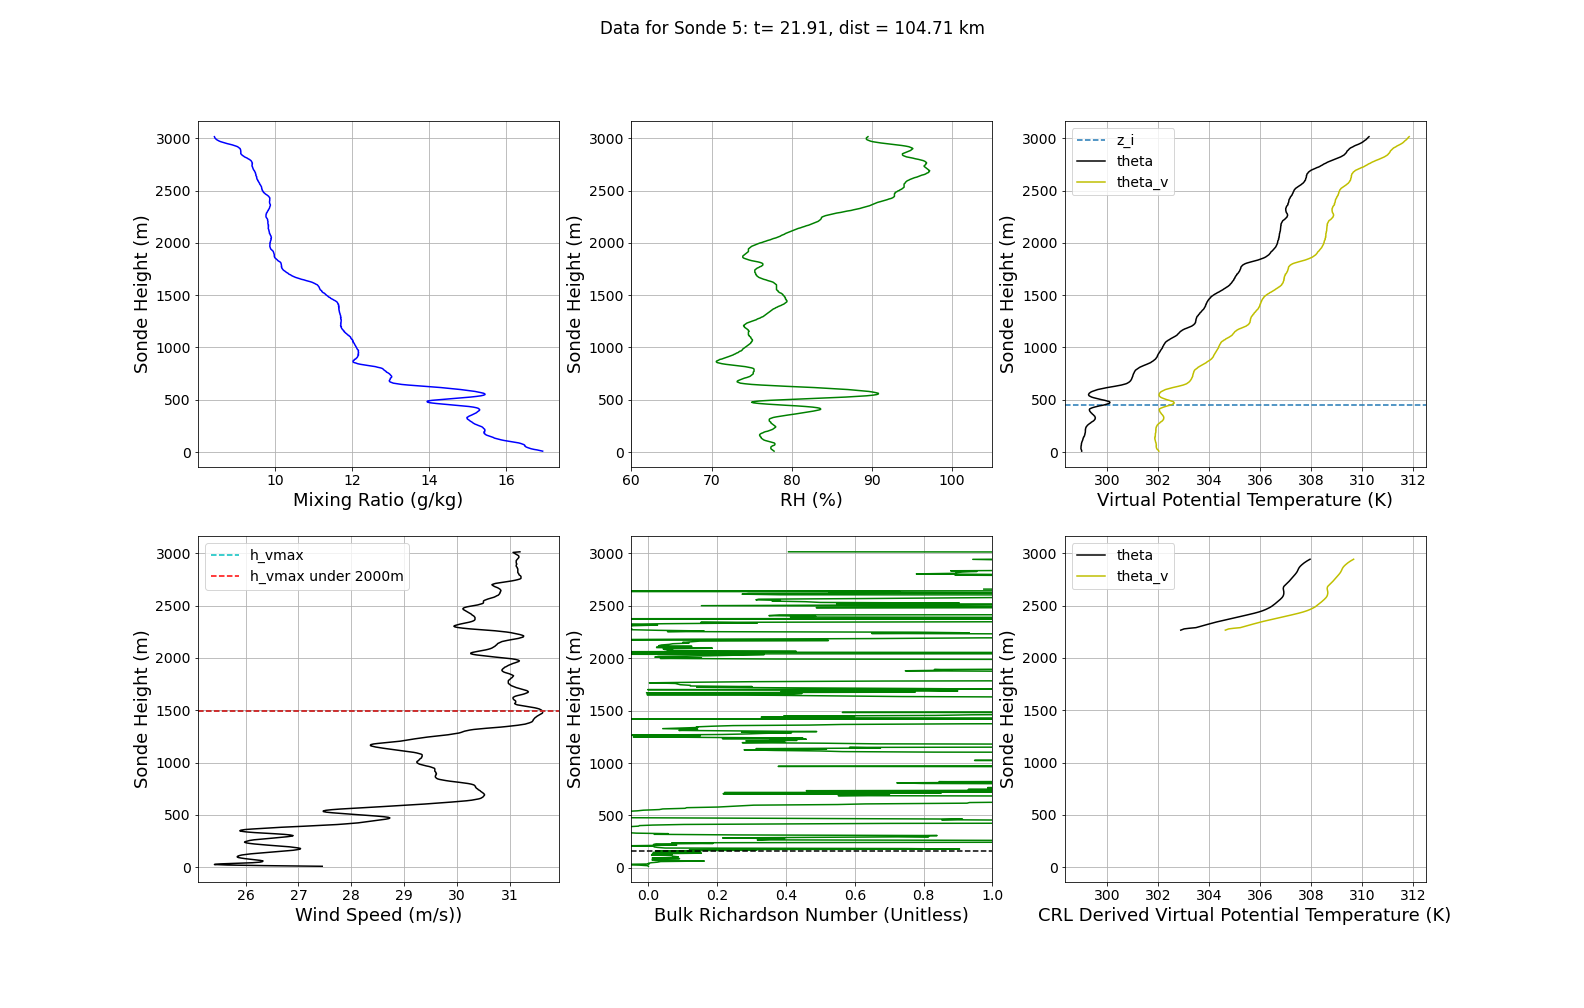 Data for Sonde 5: t= 21.91, dist = 104.71 km
3000
2500
2000
1500
1000
500
0
Sonde Height (m)
10 12 14 16
Mixing Ratio (g/kg)
3000
2500
2000
1500
1000
500
0
Sonde Height (m)
60 70 80 90 100
RH (%)
3000
2500
2000
1500
1000
500
0
Sonde Height (m)
z_i
theta
theta_v
300 302 304 306 308 310 312
Virtual Potential Temperature (K)
3000
2500
2000
1500
1000
500
0
Sonde Height (m)
h_vmax
h_vmax under 2000m
26 27 28 29 30 31
Wind Speed (m/s))
3000
2500
2000
1500
1000
500
0
Sonde Height (m)
0.0 0.2 0.4 0.6 0.8 1.0
Bulk Richardson Number (Unitless)
3000
2500
2000
1500
1000
500
0
Sonde Height (m)
theta
theta_v
300 302 304 306 308 310 312
CRL Derived Virtual Potential Temperature (K)